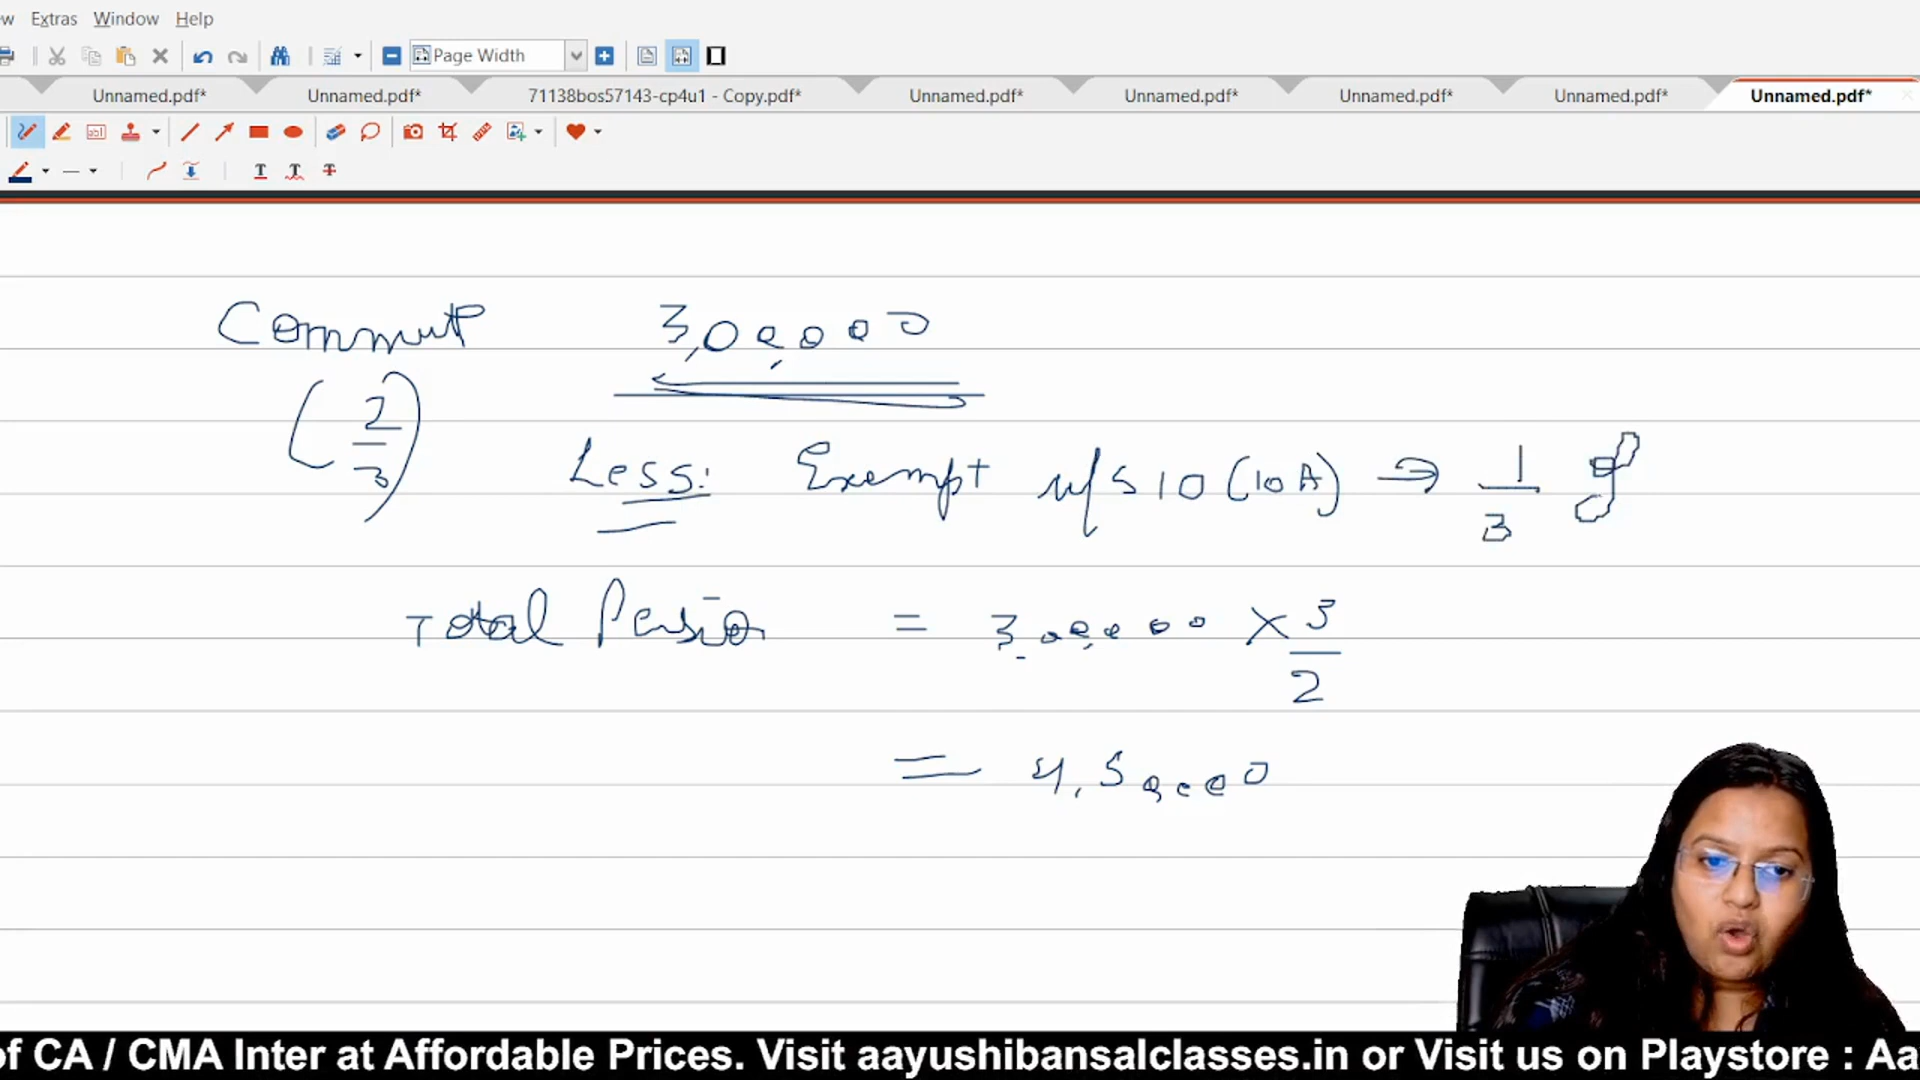 Extras Window Help
Page Width
Unnamed.pdf* Unnamed.pdf* 71138bos57143-cp4u1 - Copy.pdf* Unnamed.pdf* Unnamed.pdf* Unnamed.pdf* Unnamed.pdf* Unnamed.pdf*
Commut 3,00,000
(2/3)
Less: Exempt u/s 10(10A) ⇒ 1/3 of
Total Pension = 3,00,000 × 3/2
= 4,50,000
of CA / CMA Inter at Affordable Prices. Visit aayushibansalclasses.in or Visit us on Playstore : Aa